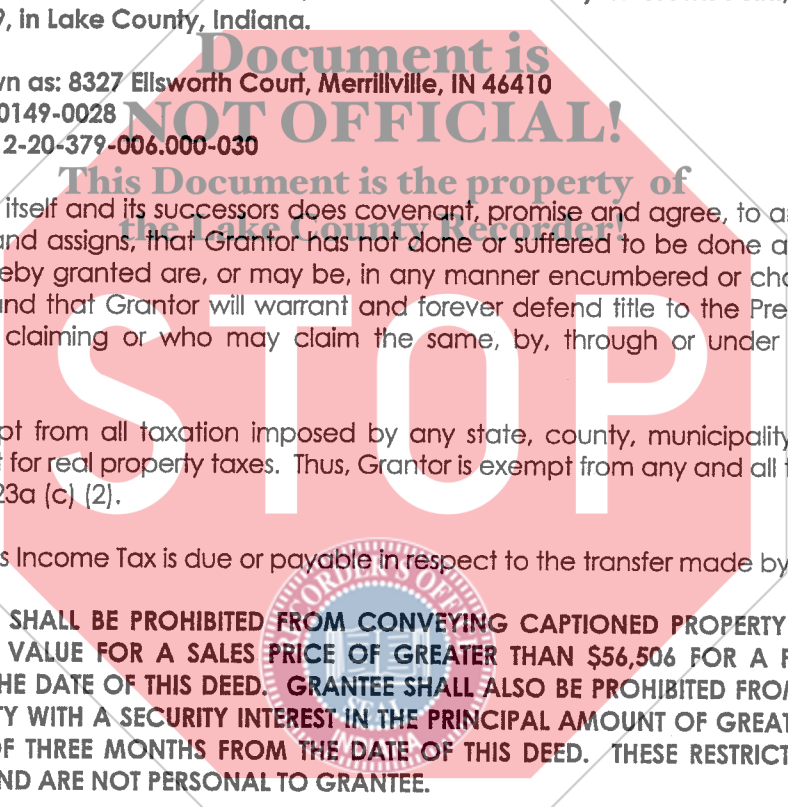 9, in Lake County, Indiana.
Document is
vn as: 8327 Ellsworth Court, Merrillville, IN 46410
0149-0028
NOT OFFICIAL!
2-20-379-006.000-030
This Document is the property of
itself and its successors does covenant, promise and agree, to a
the Lake County Recorder!
and assigns, that Grantor has not done or suffered to be done a
eby granted are, or may be, in any manner encumbered or cha
nd that Grantor will warrant and forever defend title to the Pre
claiming or who may claim the same, by, through or under
STOP
pt from all taxation imposed by any state, county, municipality
t for real property taxes. Thus, Grantor is exempt from any and all t
23a (c) (2).
s Income Tax is due or payable in respect to the transfer made by
RECORDER'S OFFICE
SHALL BE PROHIBITED FROM CONVEYING CAPTIONED PROPERTY
VALUE FOR A SALES PRICE OF GREATER THAN $56,506 FOR A F
HE DATE OF THIS DEED. GRANTEE SHALL ALSO BE PROHIBITED FROM
SEAL
TY WITH A SECURITY INTEREST IN THE PRINCIPAL AMOUNT OF GREAT
INDIANA
OF THREE MONTHS FROM THE DATE OF THIS DEED. THESE RESTRICT
ND ARE NOT PERSONAL TO GRANTEE.